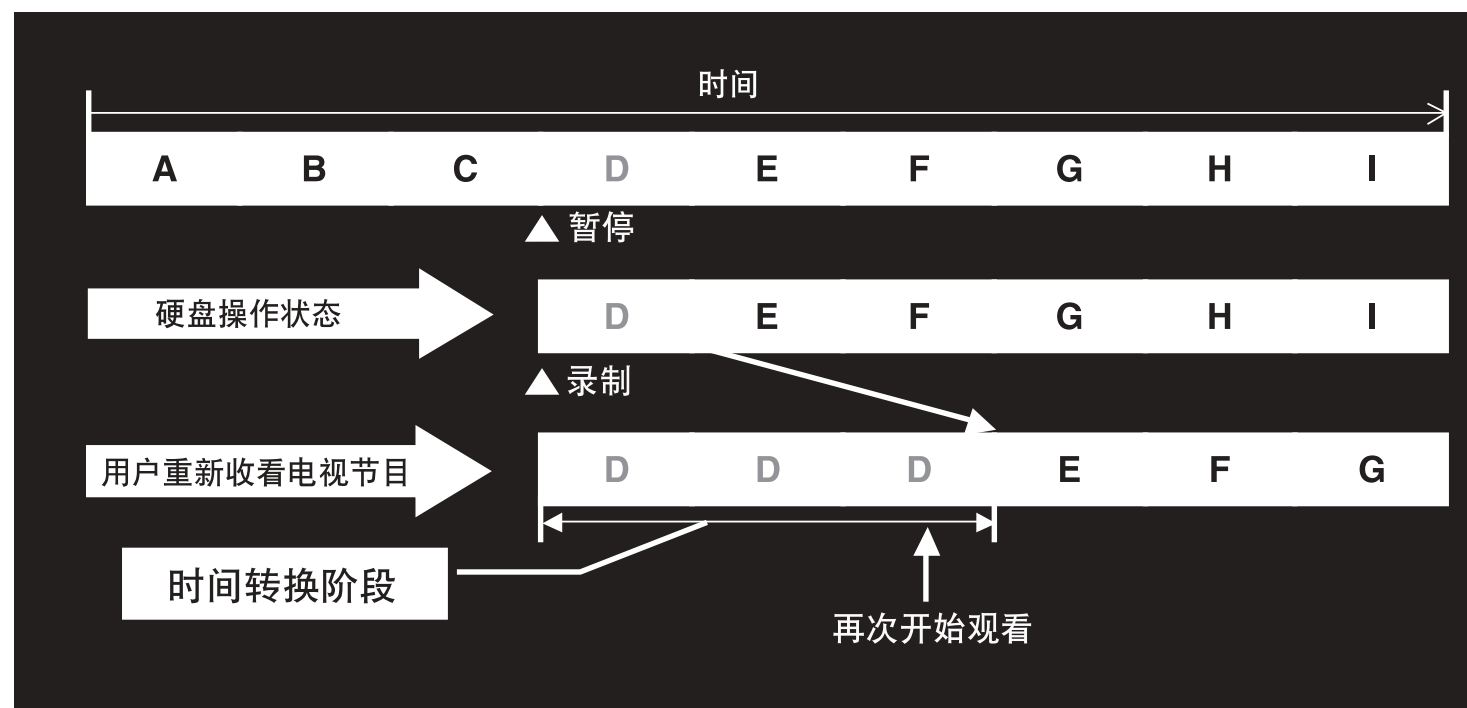 时间
A B C D E F G H I
暂停
硬盘操作状态
D E F G H I
录制
用户重新收看电视节目
D D D E F G
时间转换阶段
再次开始观看